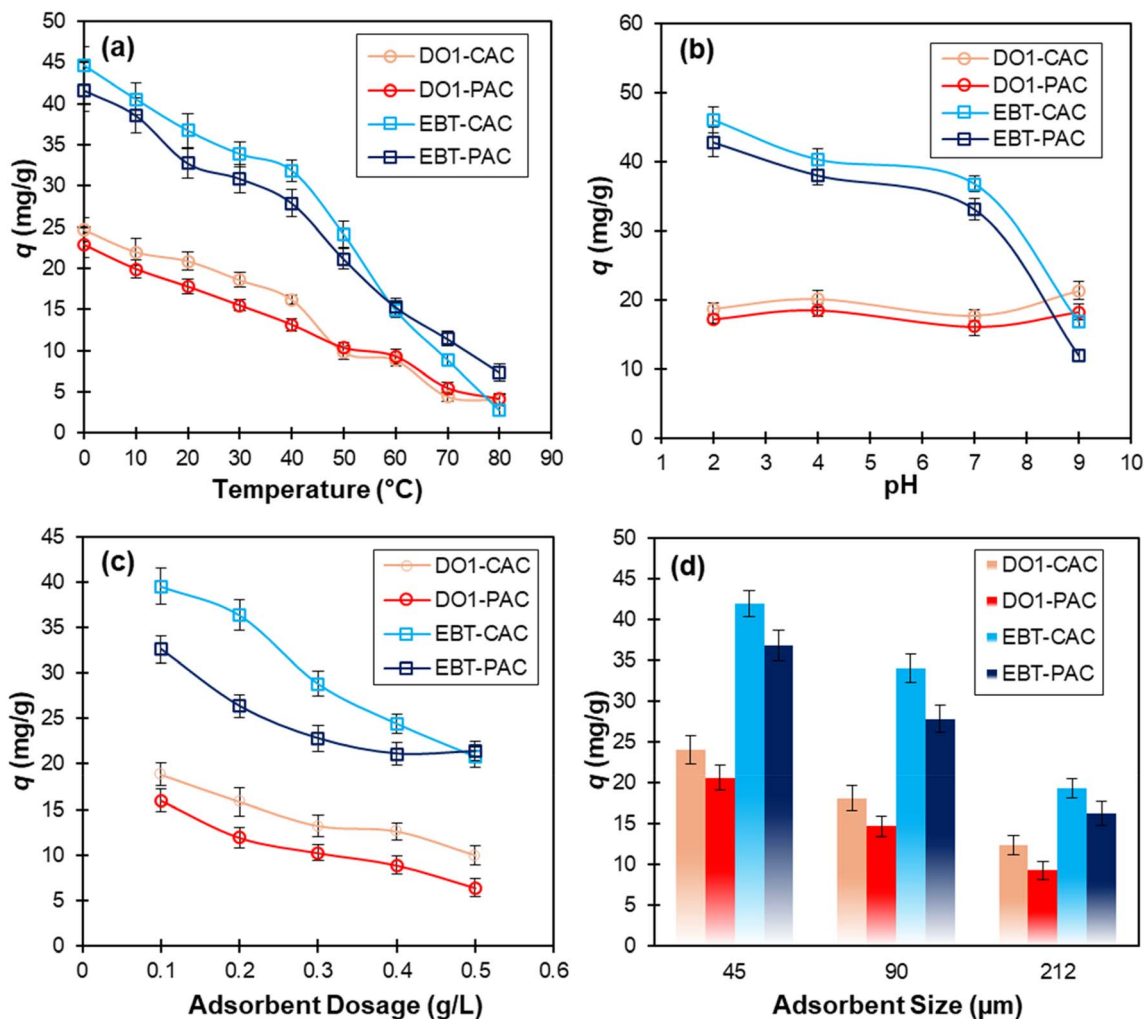 (a)
DO1-CAC
DO1-PAC
EBT-CAC
EBT-PAC
50
45
40
35
30
25
20
15
10
5
0
q (mg/g)
0 10 20 30 40 50 60 70 80 90
Temperature (°C)
(b)
DO1-CAC
DO1-PAC
EBT-CAC
EBT-PAC
60
50
40
30
20
10
0
q (mg/g)
1 2 3 4 5 6 7 8 9 10
pH
(c)
DO1-CAC
DO1-PAC
EBT-CAC
EBT-PAC
45
40
35
30
25
20
15
10
5
0
q (mg/g)
0 0.1 0.2 0.3 0.4 0.5 0.6
Adsorbent Dosage (g/L)
(d)
DO1-CAC
DO1-PAC
EBT-CAC
EBT-PAC
50
45
40
35
30
25
20
15
10
5
0
q (mg/g)
45 90 212
Adsorbent Size (µm)